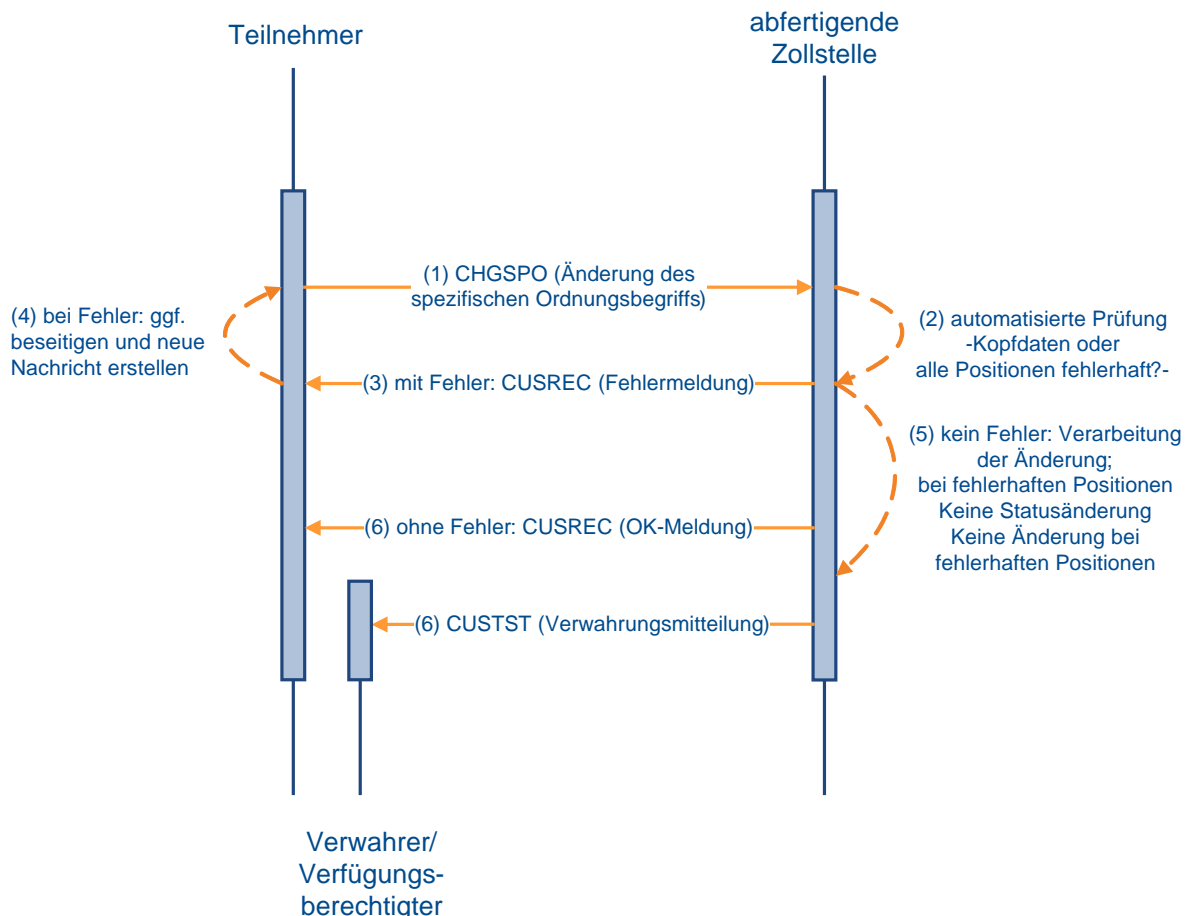 Teilnehmer
abfertigende
Zollstelle
(1) CHGSPO (Änderung des
spezifischen Ordnungsbegriffs)
(4) bei Fehler: ggf.
beseitigen und neue
Nachricht erstellen
(2) automatisierte Prüfung
-Kopfdaten oder
alle Positionen fehlerhaft?-
(3) mit Fehler: CUSREC (Fehlermeldung)
(5) kein Fehler: Verarbeitung
der Änderung;
bei fehlerhaften Positionen
Keine Statusänderung
Keine Änderung bei
fehlerhaften Positionen
(6) ohne Fehler: CUSREC (OK-Meldung)
(6) CUSTST (Verwahrungsmitteilung)
Verwahrer/
Verfügungs-
berechtigter